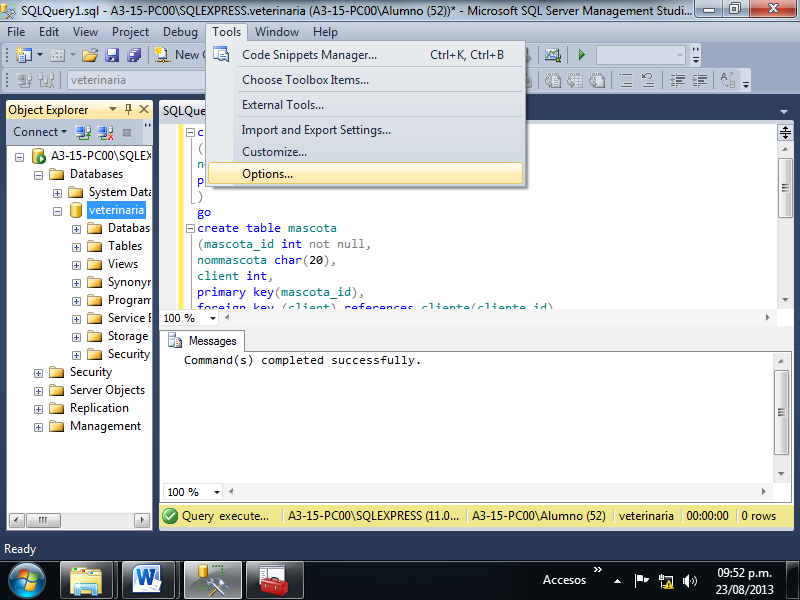 SQLQuery1.sql - A3-15-PC00\SQLEXPRESS.veterinaria (A3-15-PC00\Alumno (52))* - Microsoft SQL Server Management Studi...
File Edit View Project Debug Tools Window Help
New
veterinaria
Code Snippets Manager... Ctrl+K, Ctrl+B
Choose Toolbox Items...
External Tools...
Import and Export Settings...
Customize...
Options...
Object Explorer
Connect
A3-15-PC00\SQLEX
Databases
System Data
veterinaria
Databas
Tables
Views
Synonyr
Program
Service B
Storage
Security
Security
Server Objects
Replication
Management
SQLQue
c
(
n
p
)
go
create table mascota
(mascota_id int not null,
nommascota char(20),
client int,
primary key(mascota_id),
foreign key (client) references cliente(cliente_id)
100 %
Messages
Command(s) completed successfully.
100 %
Query execute... A3-15-PC00\SQLEXPRESS (11.0... A3-15-PC00\Alumno (52) veterinaria 00:00:00 0 rows
Ready
Accesos » 09:52 p.m.
23/08/2013